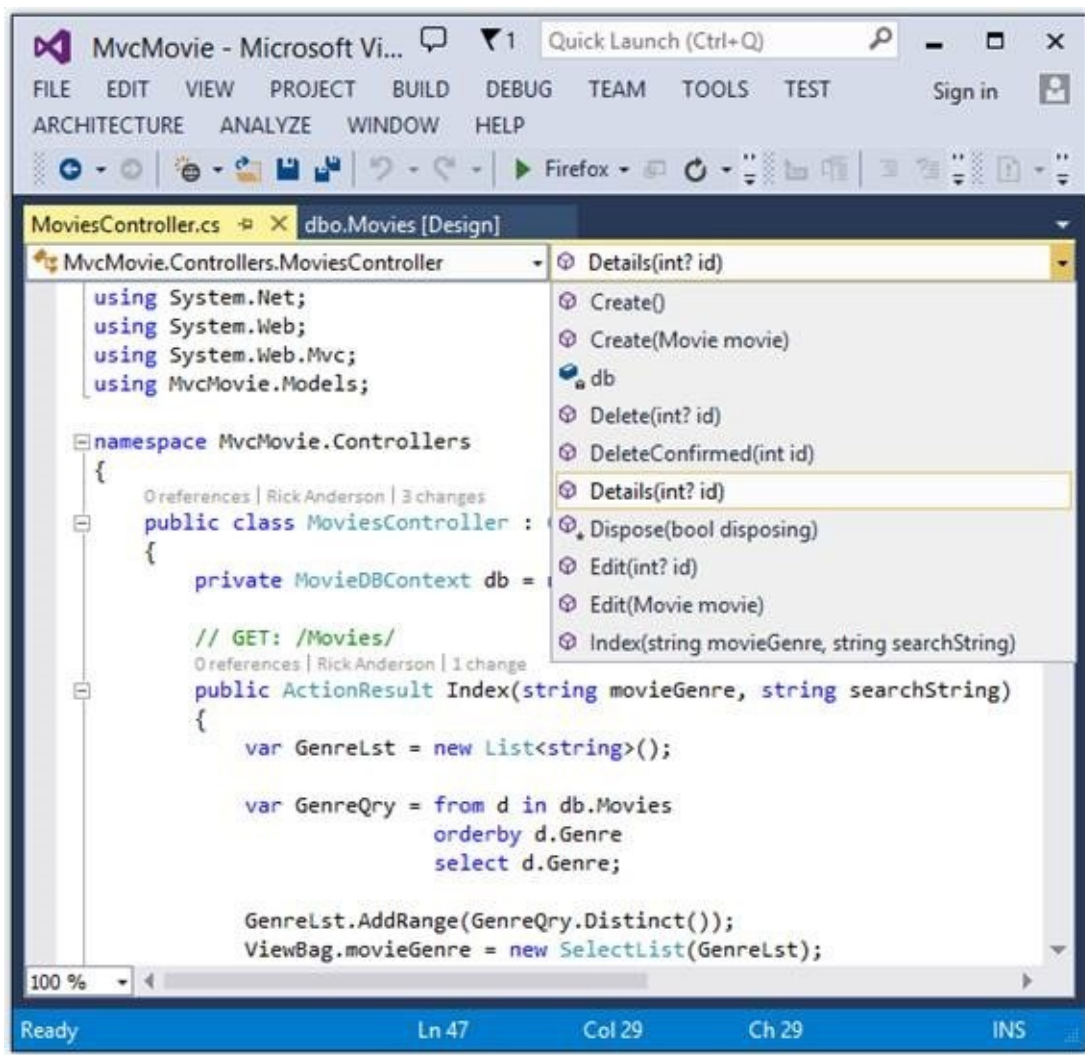 MvcMovie - Microsoft Vi... 1 Quick Launch (Ctrl+Q)
FILE EDIT VIEW PROJECT BUILD DEBUG TEAM TOOLS TEST Sign in
ARCHITECTURE ANALYZE WINDOW HELP
Firefox
MoviesController.cs dbo.Movies [Design]
MvcMovie.Controllers.MoviesController Details(int? id)
Create()
Create(Movie movie)
db
Delete(int? id)
DeleteConfirmed(int id)
Details(int? id)
Dispose(bool disposing)
Edit(int? id)
Edit(Movie movie)
Index(string movieGenre, string searchString)
using System.Net;
using System.Web;
using System.Web.Mvc;
using MvcMovie.Models;
namespace MvcMovie.Controllers
{
0 references | Rick Anderson | 3 changes
public class MoviesController :
{
private MovieDBContext db =
// GET: /Movies/
0 references | Rick Anderson | 1 change
public ActionResult Index(string movieGenre, string searchString)
{
var GenreLst = new List<string>();
var GenreQry = from d in db.Movies
orderby d.Genre
select d.Genre;
GenreLst.AddRange(GenreQry.Distinct());
ViewBag.movieGenre = new SelectList(GenreLst);
100 %
Ready Ln 47 Col 29 Ch 29 INS